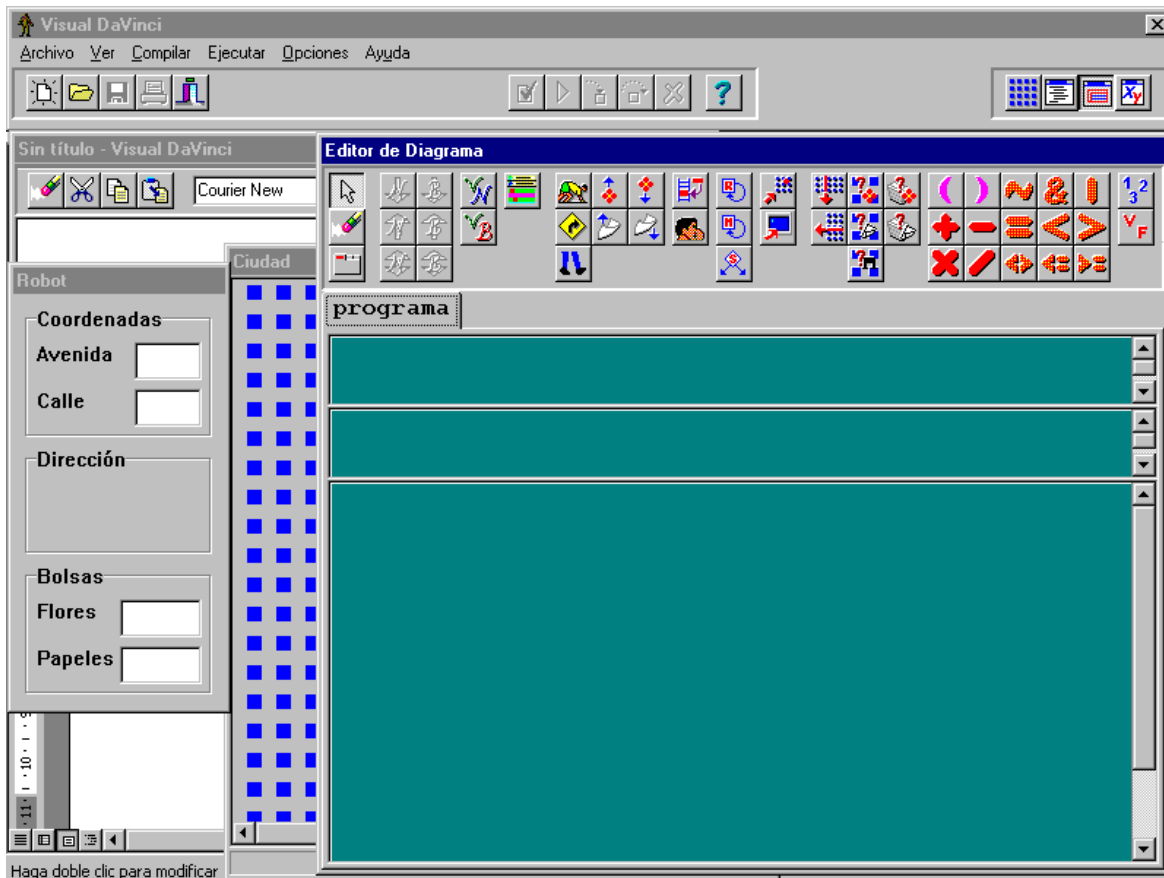 Visual DaVinci
Archivo Ver Compilar Ejecutar Opciones Ayuda
Sin título - Visual DaVinci
Courier New
Editor de Diagrama
programa
Ciudad
Robot
Coordenadas
Avenida
Calle
Dirección
Bolsas
Flores
Papeles
10
11
Haga doble clic para modificar